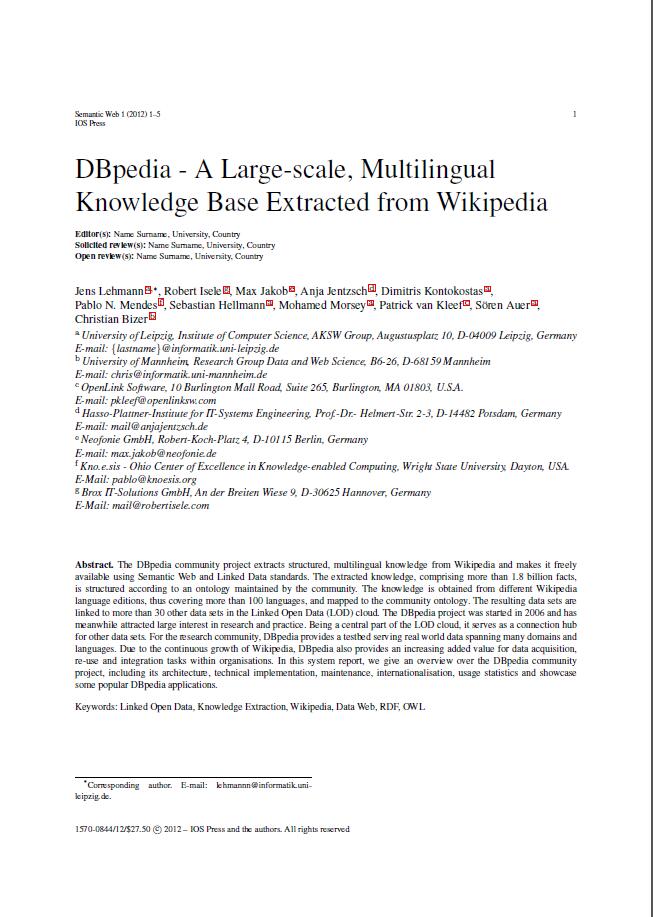 Semantic Web 1 (2012) 1–5 1
IOS Press
DBpedia - A Large-scale, Multilingual
Knowledge Base Extracted from Wikipedia
Editor(s): Name Surname, University, Country
Solicited review(s): Name Surname, University, Country
Open review(s): Name Surname, University, Country
Jens Lehmann a,*, Robert Isele g, Max Jakob e, Anja Jentzsch d, Dimitris Kontokostas a,
Pablo N. Mendes f, Sebastian Hellmann a, Mohamed Morsey a, Patrick van Kleef c, Sören Auer a,
Christian Bizer b
a University of Leipzig, Institute of Computer Science, AKSW Group, Augustusplatz 10, D-04009 Leipzig, Germany
E-mail: {lastname}@informatik.uni-leipzig.de
b University of Mannheim, Research Group Data and Web Science, B6-26, D-68159 Mannheim
E-mail: chris@informatik.uni-mannheim.de
c OpenLink Software, 10 Burlington Mall Road, Suite 265, Burlington, MA 01803, U.S.A.
E-mail: pkleef@openlinksw.com
d Hasso-Plattner-Institute for IT-Systems Engineering, Prof.-Dr.- Helmert-Str. 2-3, D-14482 Potsdam, Germany
E-mail: mail@anjajentzsch.de
e Neofonie GmbH, Robert-Koch-Platz 4, D-10115 Berlin, Germany
E-mail: max.jakob@neofonie.de
f Kno.e.sis - Ohio Center of Excellence in Knowledge-enabled Computing, Wright State University, Dayton, USA.
E-Mail: pablo@knoesis.org
g Brox IT-Solutions GmbH, An der Breiten Wiese 9, D-30625 Hannover, Germany
E-Mail: mail@robertisele.com
Abstract. The DBpedia community project extracts structured, multilingual knowledge from Wikipedia and makes it freely
available using Semantic Web and Linked Data standards. The extracted knowledge, comprising more than 1.8 billion facts,
is structured according to an ontology maintained by the community. The knowledge is obtained from different Wikipedia
language editions, thus covering more than 100 languages, and mapped to the community ontology. The resulting data sets are
linked to more than 30 other data sets in the Linked Open Data (LOD) cloud. The DBpedia project was started in 2006 and has
meanwhile attracted large interest in research and practice. Being a central part of the LOD cloud, it serves as a connection hub
for other data sets. For the research community, DBpedia provides a testbed serving real world data spanning many domains and
languages. Due to the continuous growth of Wikipedia, DBpedia also provides an increasing added value for data acquisition,
re-use and integration tasks within organisations. In this system report, we give an overview over the DBpedia community
project, including its architecture, technical implementation, maintenance, internationalisation, usage statistics and showcase
some popular DBpedia applications.
Keywords: Linked Open Data, Knowledge Extraction, Wikipedia, Data Web, RDF, OWL
*Corresponding author. E-mail: lehmannn@informatik.uni-
leipzig.de.
1570-0844/12/$27.50 © 2012 – IOS Press and the authors. All rights reserved